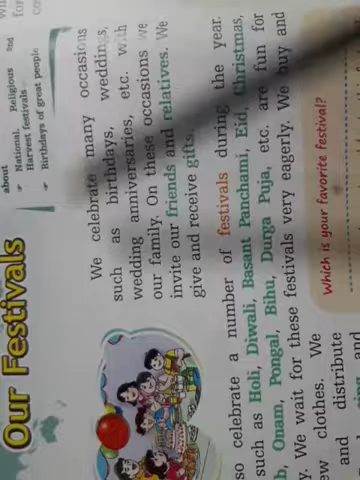 Our Festivals
about
National, Religious and
Harvest festivals
Birthdays of great people
We celebrate many occasions
such as birthdays, weddings,
wedding anniversaries, etc. with
our family. On these occasions we
invite our friends and relatives. We
give and receive gifts.
so celebrate a number of festivals during the year.
such as Holi, Diwali, Basant Panchami, Eid, Christmas,
Onam, Pongal, Bihu, Durga Puja, etc. are fun for
We wait for these festivals very eagerly. We buy and
clothes. We
and distribute
and
Which is your favorite festival?